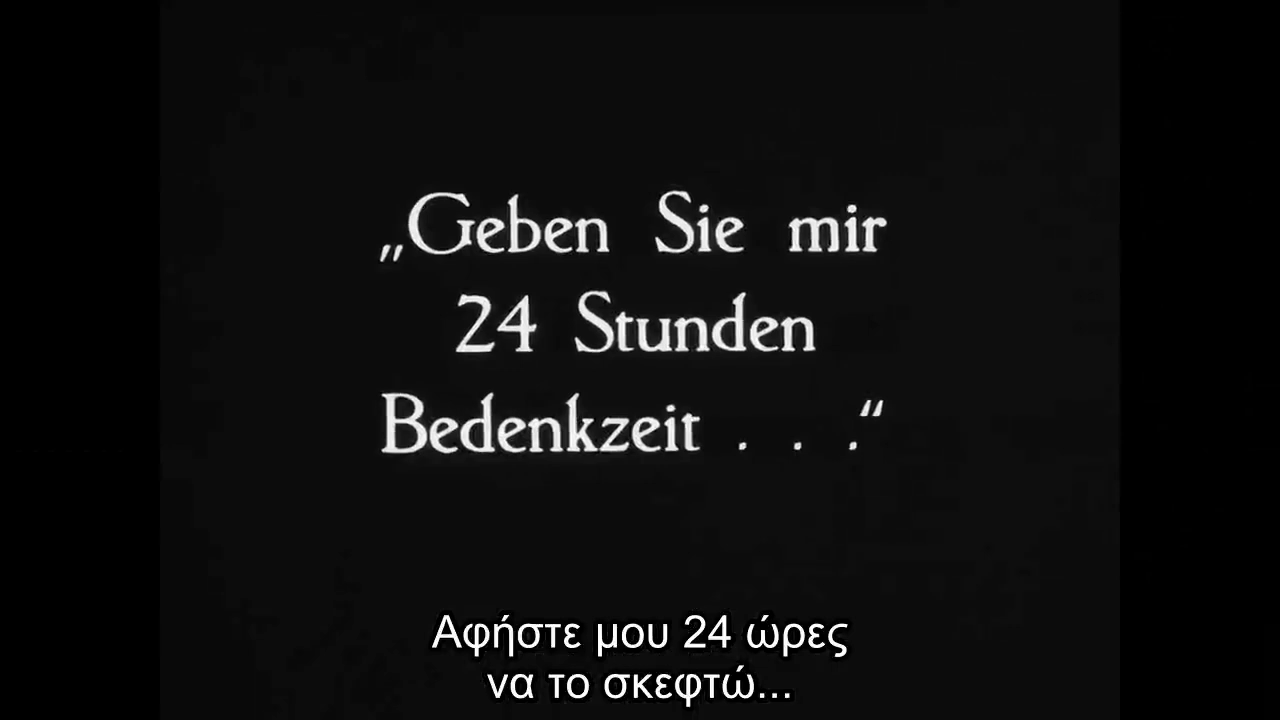 „Geben Sie mir
24 Stunden
Bedenkzeit . . .“
Αφήστε μου 24 ώρες
να το σκεφτώ...